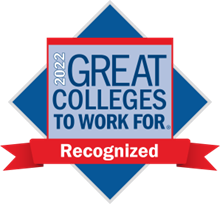 2022
GREAT
COLLEGES
TO WORK FOR®
Recognized